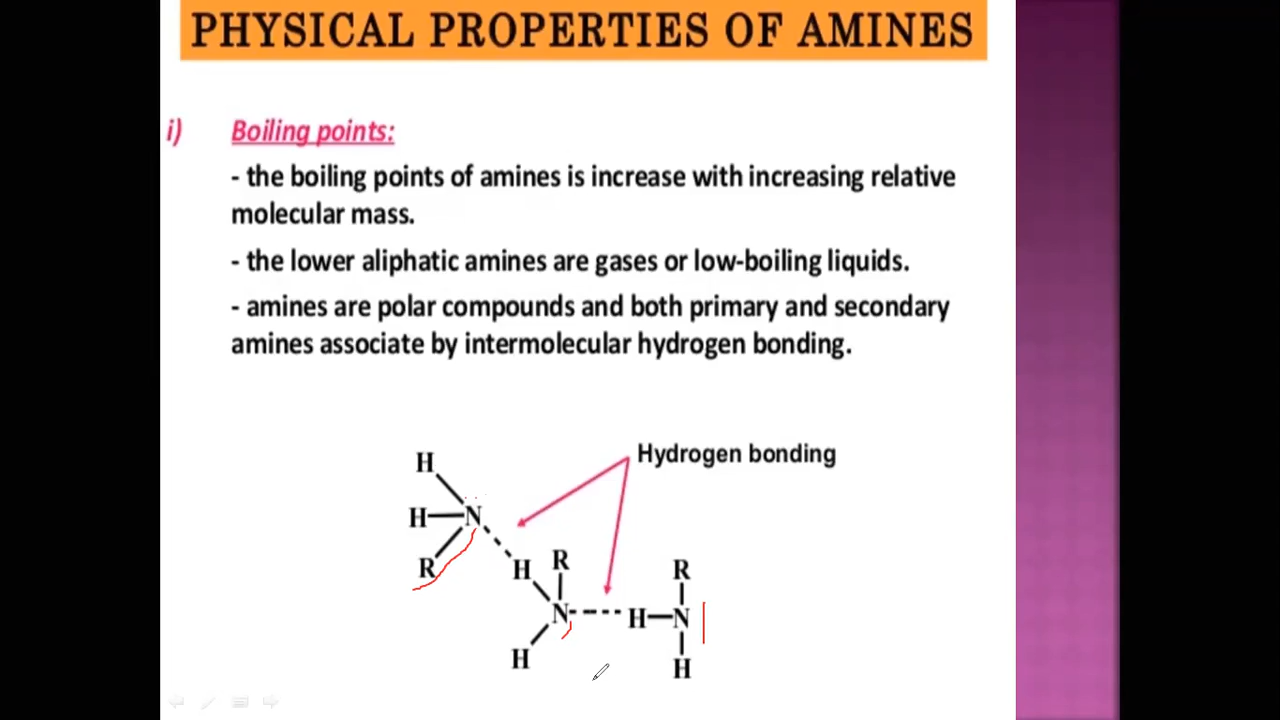 PHYSICAL PROPERTIES OF AMINES
i) Boiling points:
- the boiling points of amines is increase with increasing relative
molecular mass.
- the lower aliphatic amines are gases or low-boiling liquids.
- amines are polar compounds and both primary and secondary
amines associate by intermolecular hydrogen bonding.
Hydrogen bonding
H
H N
R
H R
N H N R
H
H